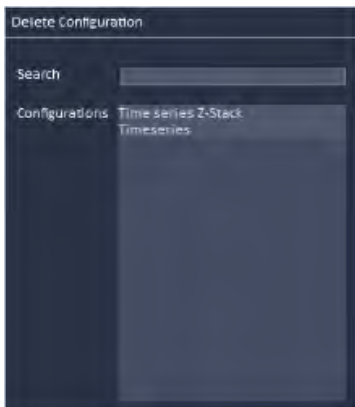 Delete Configuration
Search
Configurations
Time series Z-Stack
Timeseries